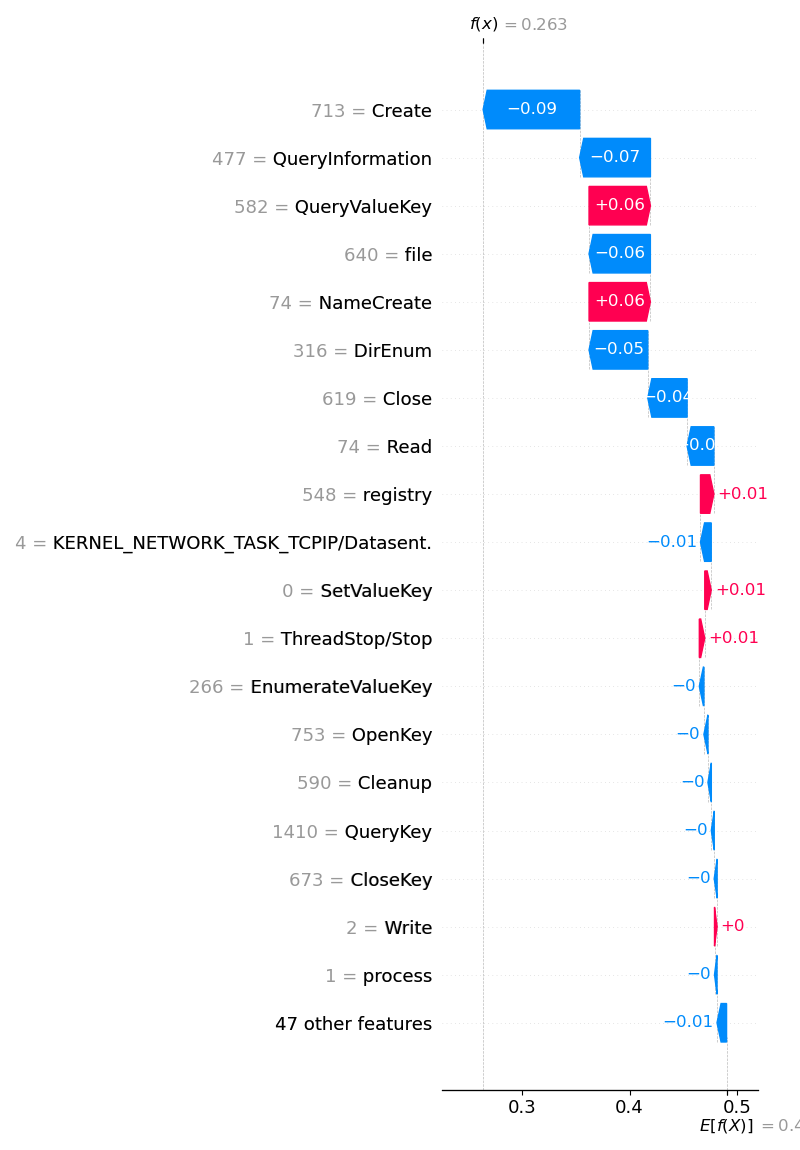 f(x) = 0.263
713 = Create −0.09
477 = QueryInformation −0.07
582 = QueryValueKey +0.06
640 = file −0.06
74 = NameCreate +0.06
316 = DirEnum −0.05
619 = Close −0.04
74 = Read
548 = registry +0.01
4 = KERNEL_NETWORK_TASK_TCPIP/Datasent. −0.01
0 = SetValueKey +0.01
1 = ThreadStop/Stop +0.01
266 = EnumerateValueKey −0
753 = OpenKey −0
590 = Cleanup −0
1410 = QueryKey −0
673 = CloseKey −0
2 = Write +0
1 = process −0
47 other features −0.01
0.3 0.4 0.5
E[f(X)] =